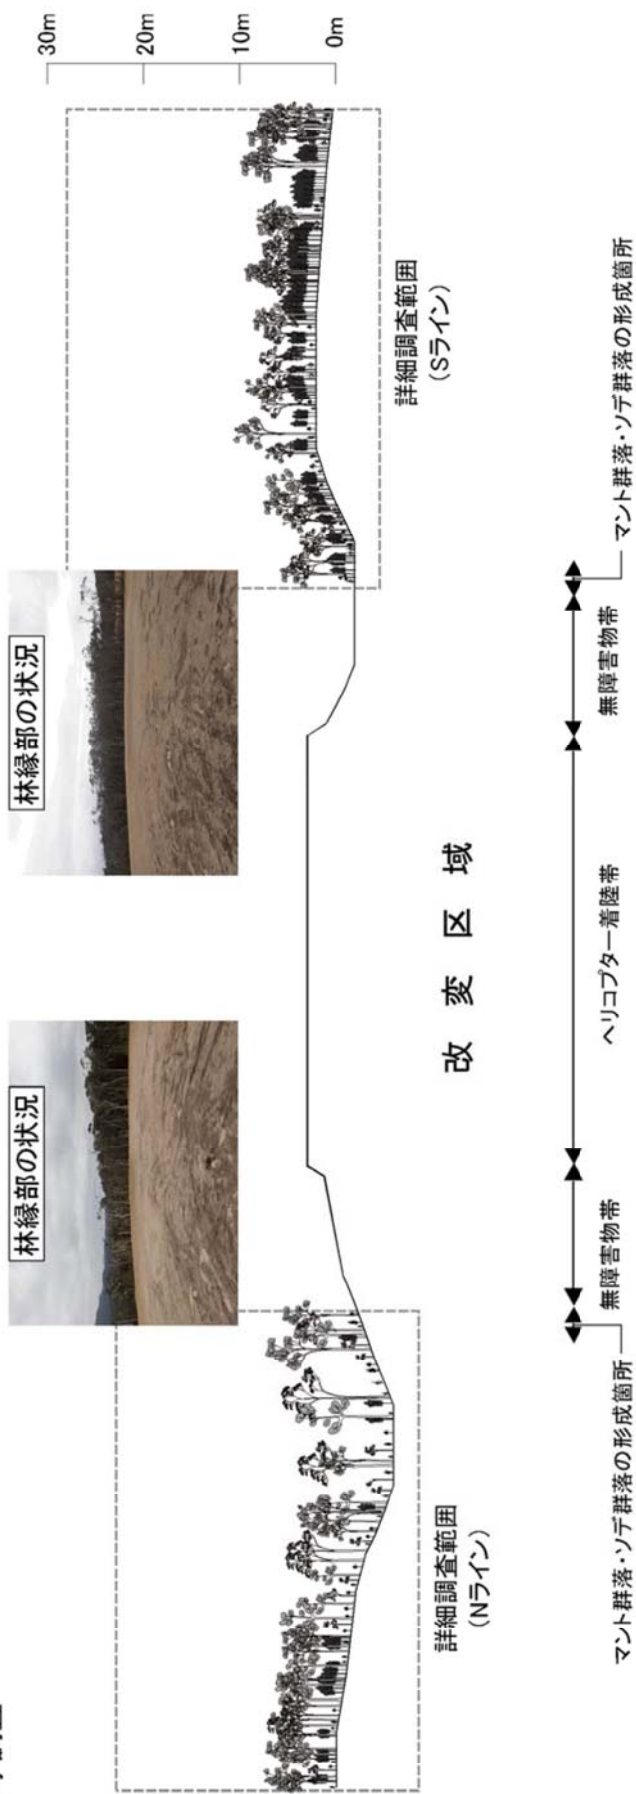 林縁部の状況
林縁部の状況
30m
20m
10m
0m
詳細調査範囲
(Nライン)
改変区域
詳細調査範囲
(Sライン)
無障害物帯
ヘリコプター着陸帯
無障害物帯
マント群落・ソデ群落の形成箇所
マント群落・ソデ群落の形成箇所